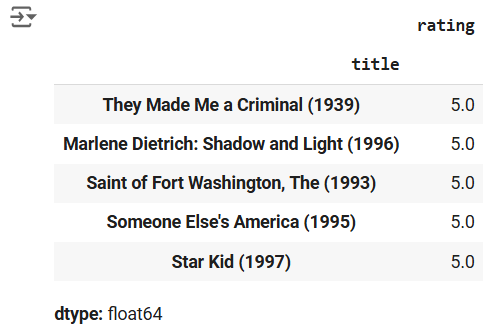 rating
title
They Made Me a Criminal (1939) 5.0
Marlene Dietrich: Shadow and Light (1996) 5.0
Saint of Fort Washington, The (1993) 5.0
Someone Else's America (1995) 5.0
Star Kid (1997) 5.0
dtype: float64